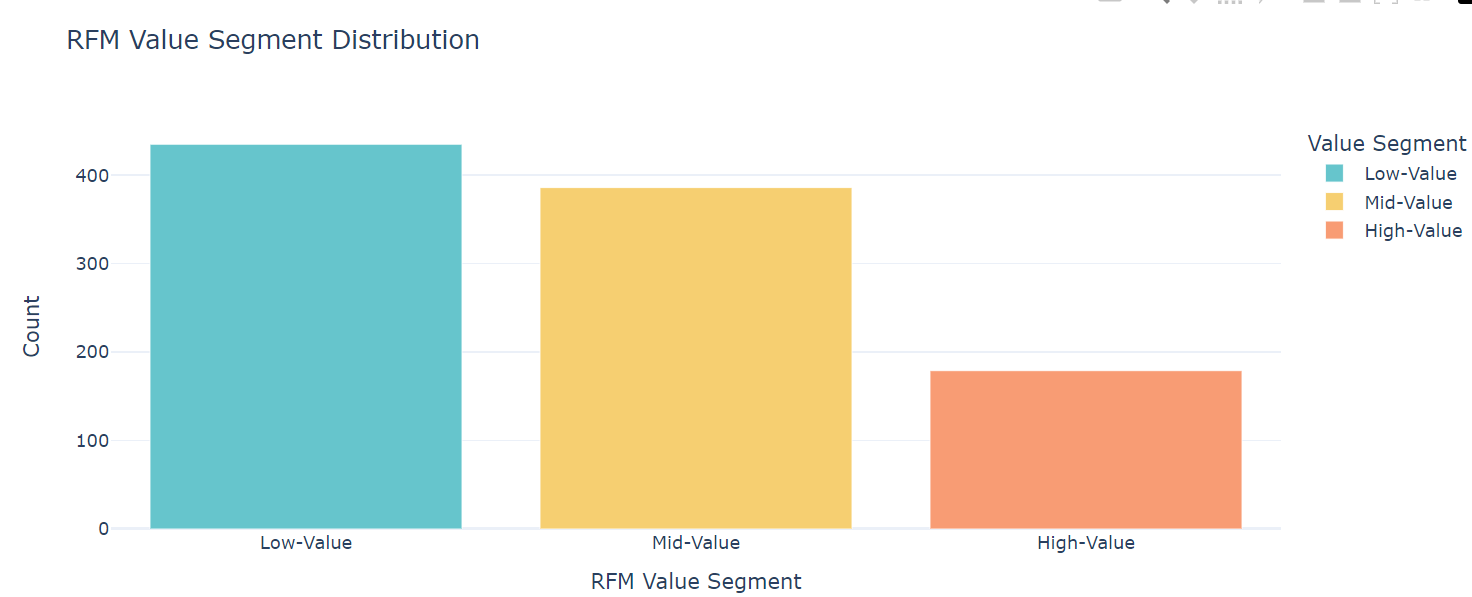 RFM Value Segment Distribution
Value Segment
Low-Value
Mid-Value
High-Value
400
300
200
100
0
Count
Low-Value
Mid-Value
High-Value
RFM Value Segment